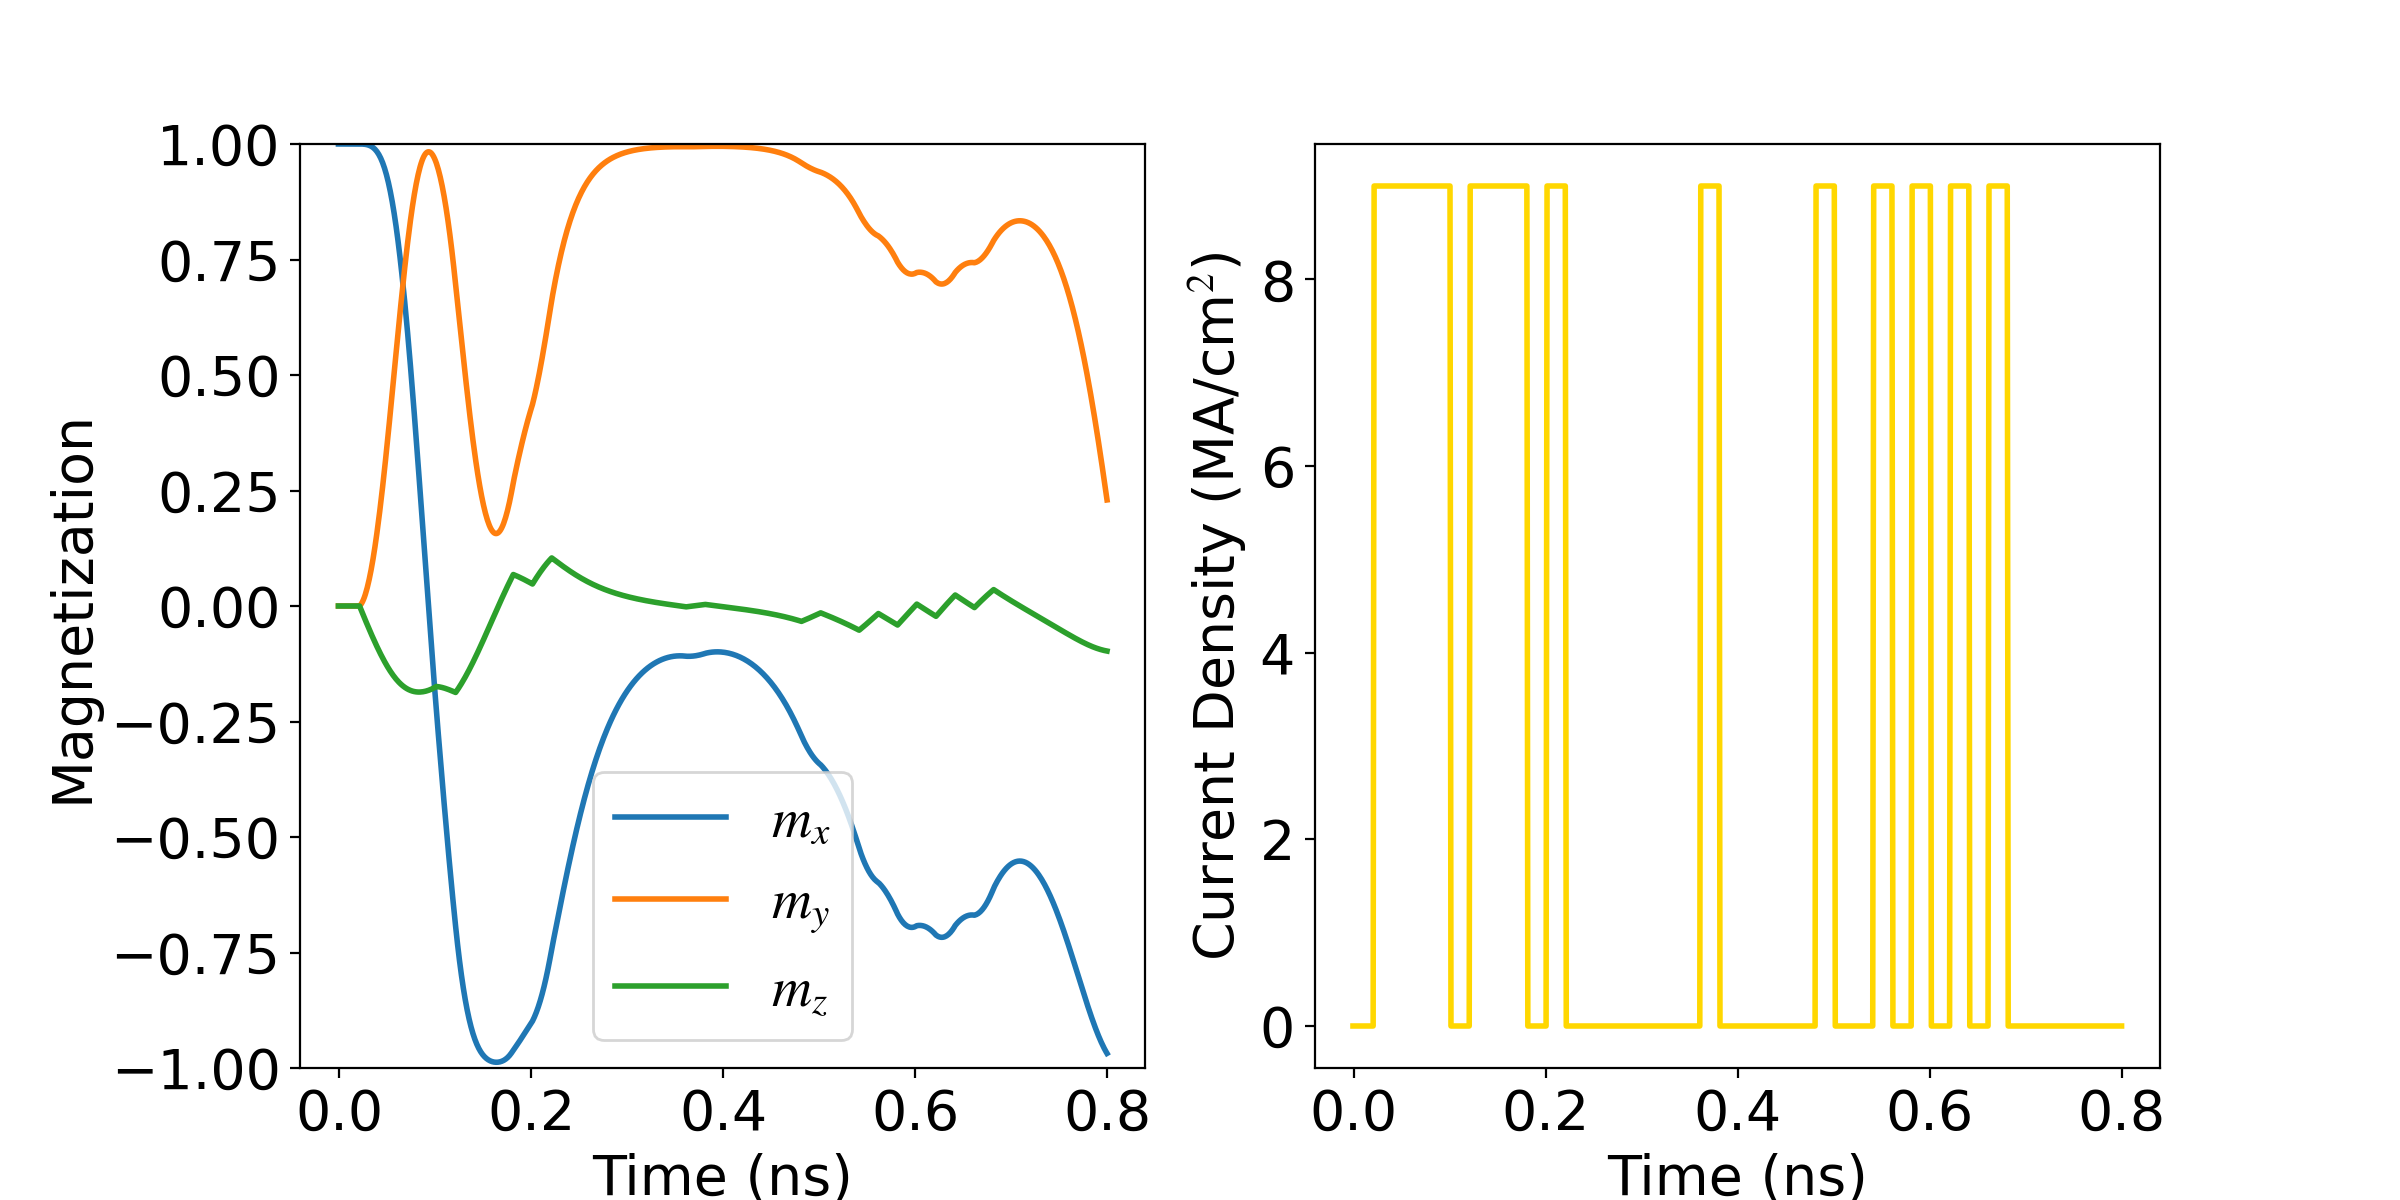 1.00
0.75
0.50
0.25
0.00
−0.25
−0.50
−0.75
−1.00
Magnetization
0.0 0.2 0.4 0.6 0.8
Time (ns)
m_x
m_y
m_z
8
6
4
2
0
Current Density (MA/cm²)
0.0 0.2 0.4 0.6 0.8
Time (ns)